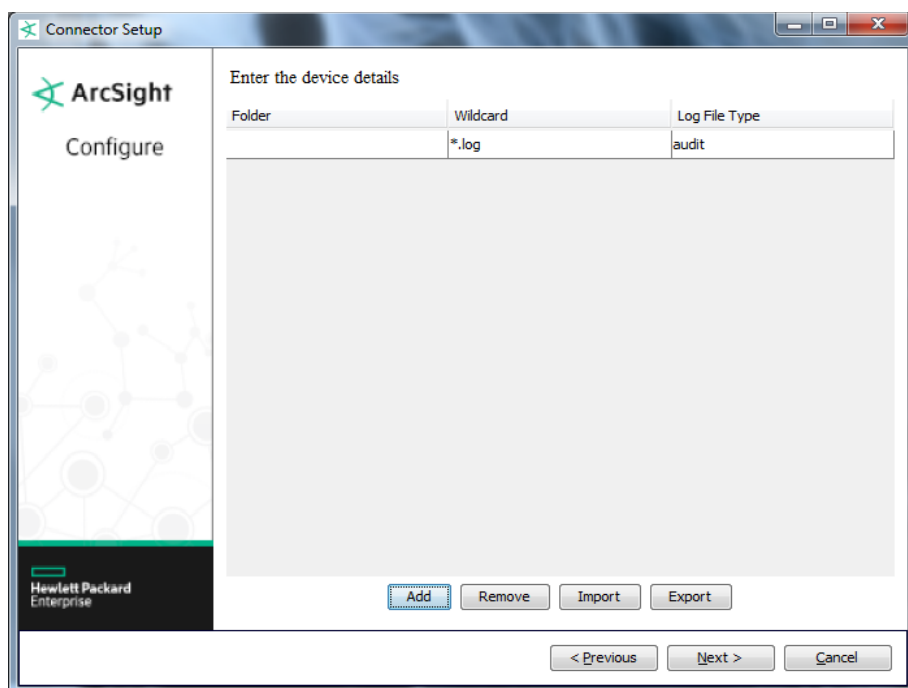 Connector Setup
ArcSight
Configure
Enter the device details
Folder Wildcard Log File Type
*.log audit
Hewlett Packard
Enterprise
Add Remove Import Export
< Previous Next > Cancel